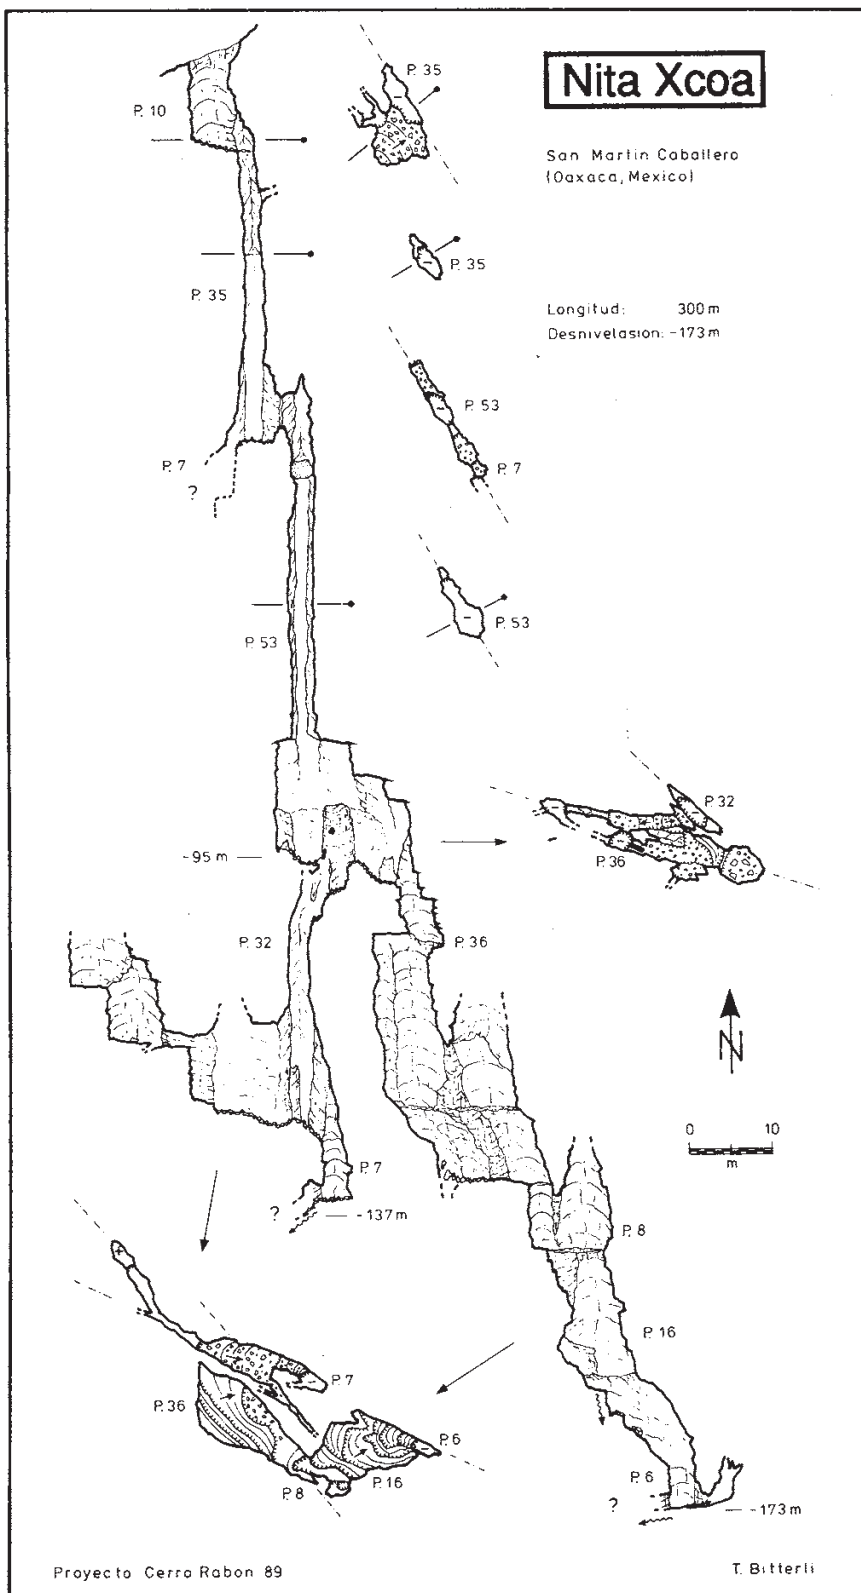 Nita Xcoa
San Martin Caballero
(Oaxaca, Mexico)
Longitud: 300 m
Desnivelasion: -173 m
P. 10
P. 35
P. 35
P. 35
P. 53
P. 7
P. 7
?
P. 53
P. 53
P. 32
P. 36
-95 m
P. 32
P. 36
N
0 10
m
P. 7
?
-137 m
P. 8
P. 16
P. 7
P. 36
P. 6
P. 8
P. 16
P. 6
?
-173 m
Proyecto Cerro Rabon 89
T. Bitterli